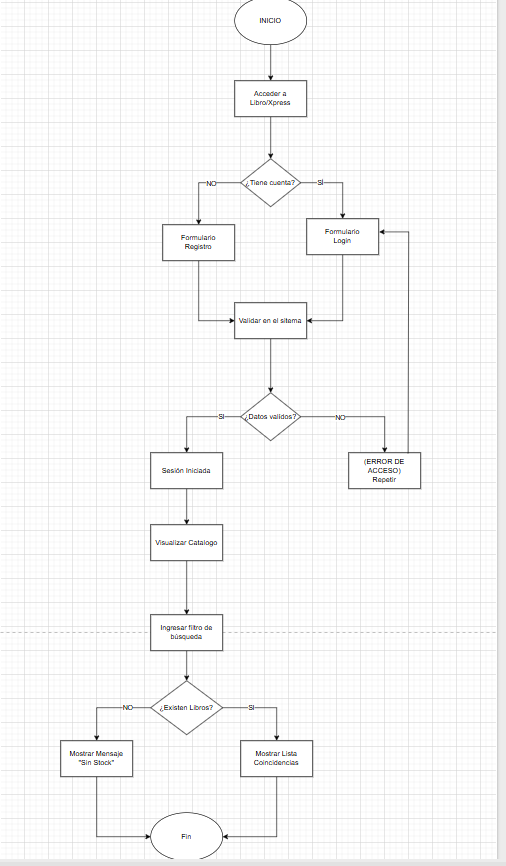 INICIO
Acceder a
Libro/Xpress
¿Tiene cuenta?
NO
SÍ
Formulario
Registro
Formulario
Login
Validar en el sitema
¿Datos validos?
SI
NO
Sesión Iniciada
(ERROR DE
ACCESO)
Repetir
Visualizar Catalogo
Ingresar filtro de
búsqueda
¿Existen Libros?
NO
SI
Mostrar Mensaje
"Sin Stock"
Mostrar Lista
Coincidencias
Fin